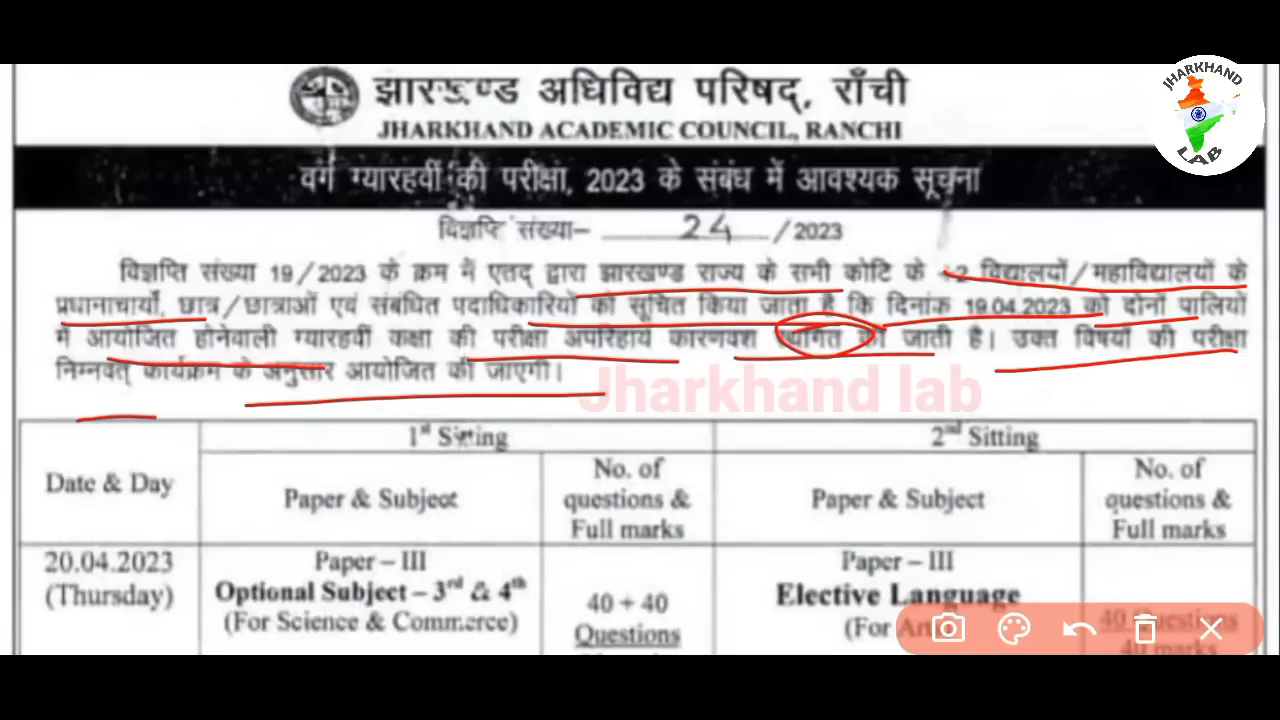 झारखण्ड अधिविद्य परिषद्, राँची
JHARKHAND ACADEMIC COUNCIL, RANCHI
JHARKHAND
LAB
वर्ग ग्यारहवीं की परीक्षा, 2023 के संबंध में आवश्यक सूचना
विज्ञप्ति संख्या- 24 /2023
विज्ञप्ति संख्या 19/2023 के क्रम में एतद् द्वारा झारखण्ड राज्य के सभी कोटि के +2 विद्यालयों/महाविद्यालयों के
प्रधानाचार्यो, छात्र/छात्राओं एवं संबंधित पदाधिकारियों को सूचित किया जाता है कि दिनांक 19.04.2023 को दोनों पालियों
में आयोजित होनेवाली ग्यारहवीं कक्षा की परीक्षा अपरिहार्य कारणवश स्थगित की जाती है। उक्त विषयों की परीक्षा
निम्नवत् कार्यक्रम के अनुसार आयोजित की जाएगी।
Jharkhand lab
Date & Day
1st Sitting
2nd Sitting
Paper & Subject
No. of questions & Full marks
Paper & Subject
No. of questions & Full marks
20.04.2023
(Thursday)
Paper – III
Optional Subject – 3rd & 4th
(For Science & Commerce)
40 + 40
Questions
Paper – III
Elective Language
(For
40 Questions
40 marks